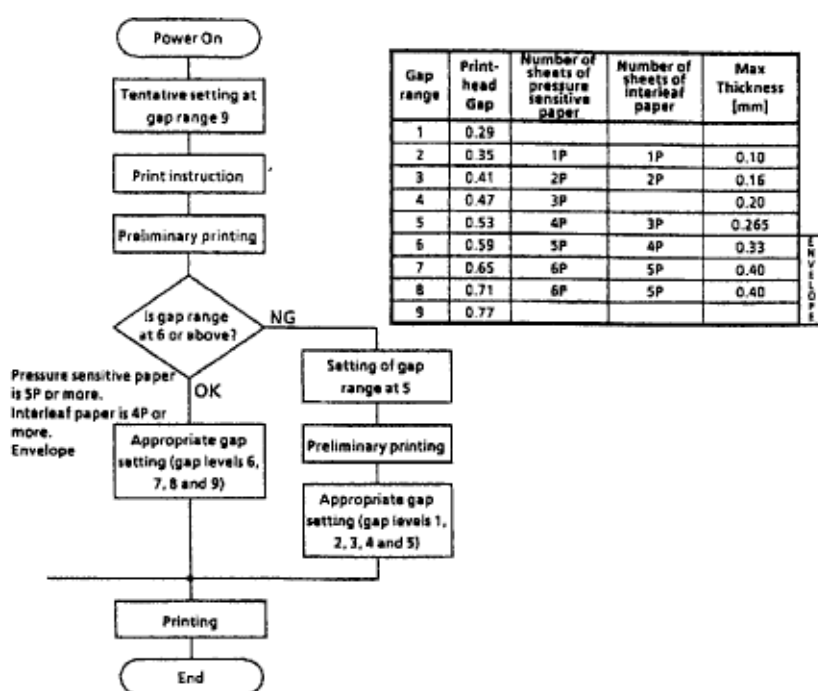 Power On
Tentative setting at
gap range 9
Print instruction
Preliminary printing
Is gap range
at 6 or above?
NG
OK
Pressure sensitive paper
is 5P or more.
Interleaf paper is 4P or
more.
Envelope
Appropriate gap
setting (gap levels 6,
7, 8 and 9)
Setting of gap
range at 5
Preliminary printing
Appropriate gap
setting (gap levels 1,
2, 3, 4 and 5)
Printing
End
Gap
range
Print-
head
Gap
Number of
sheets of
pressure
sensitive
paper
Number of
sheets of
interleaf
paper
Max
Thickness
[mm]
1 0.29
2 0.35 1P 1P 0.10
3 0.41 2P 2P 0.16
4 0.47 3P 0.20
5 0.53 4P 3P 0.265
6 0.59 5P 4P 0.33
7 0.65 6P 5P 0.40
8 0.71 6P 5P 0.40
9 0.77
ENVELOPE